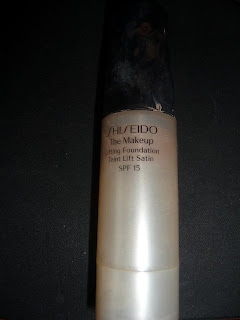 SHISEIDO
The Makeup
Lifting Foundation
Teint Lift Satin
SPF 15